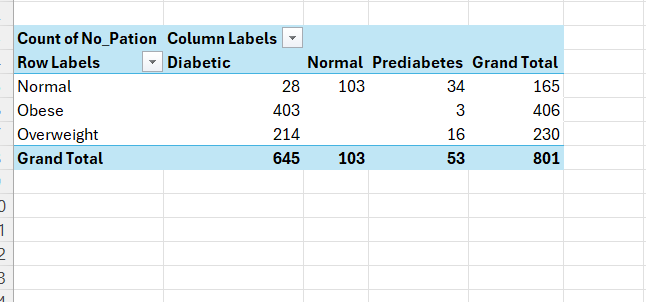 Count of No_Pation Column Labels
Row Labels Diabetic Normal Prediabetes Grand Total
Normal 28 103 34 165
Obese 403 3 406
Overweight 214 16 230
Grand Total 645 103 53 801